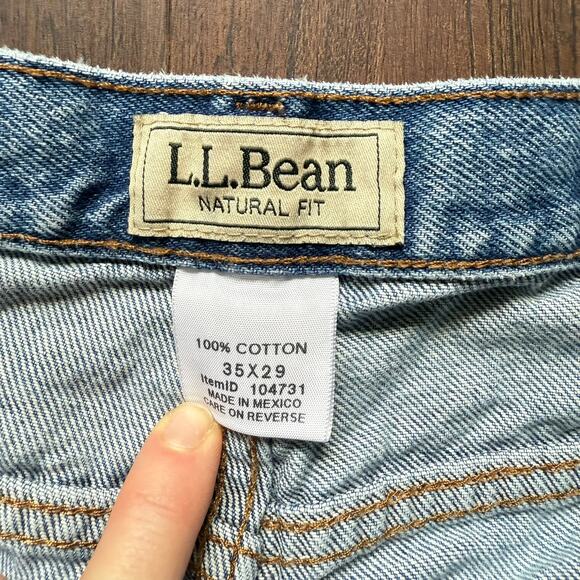 L.L.Bean
NATURAL FIT
100% COTTON
35X29
ItemID 104731
MADE IN MEXICO
CARE ON REVERSE